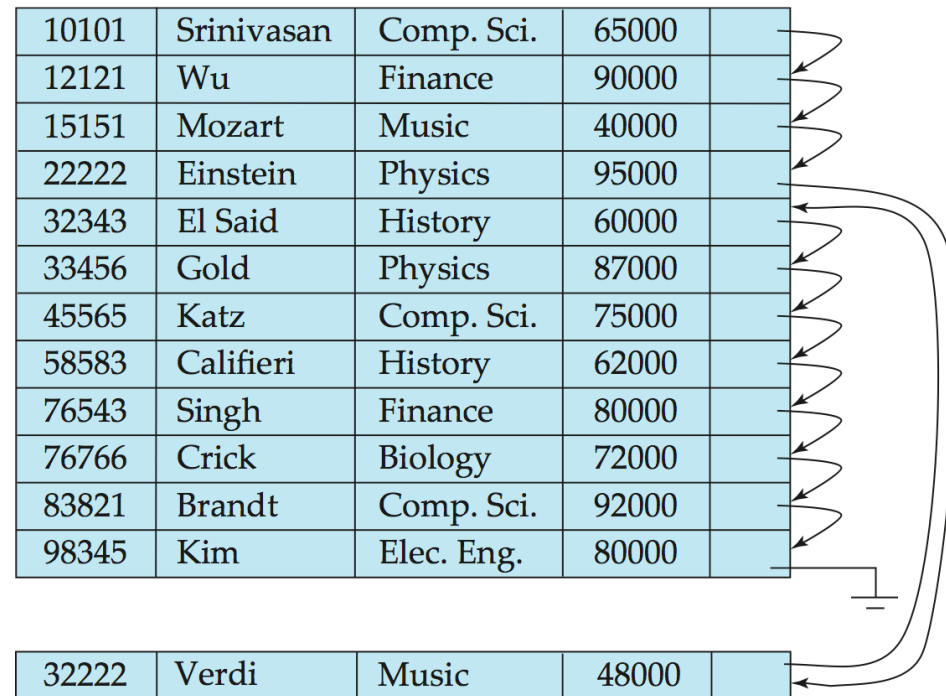 10101 Srinivasan Comp. Sci. 65000
12121 Wu Finance 90000
15151 Mozart Music 40000
22222 Einstein Physics 95000
32343 El Said History 60000
33456 Gold Physics 87000
45565 Katz Comp. Sci. 75000
58583 Califieri History 62000
76543 Singh Finance 80000
76766 Crick Biology 72000
83821 Brandt Comp. Sci. 92000
98345 Kim Elec. Eng. 80000
32222 Verdi Music 48000